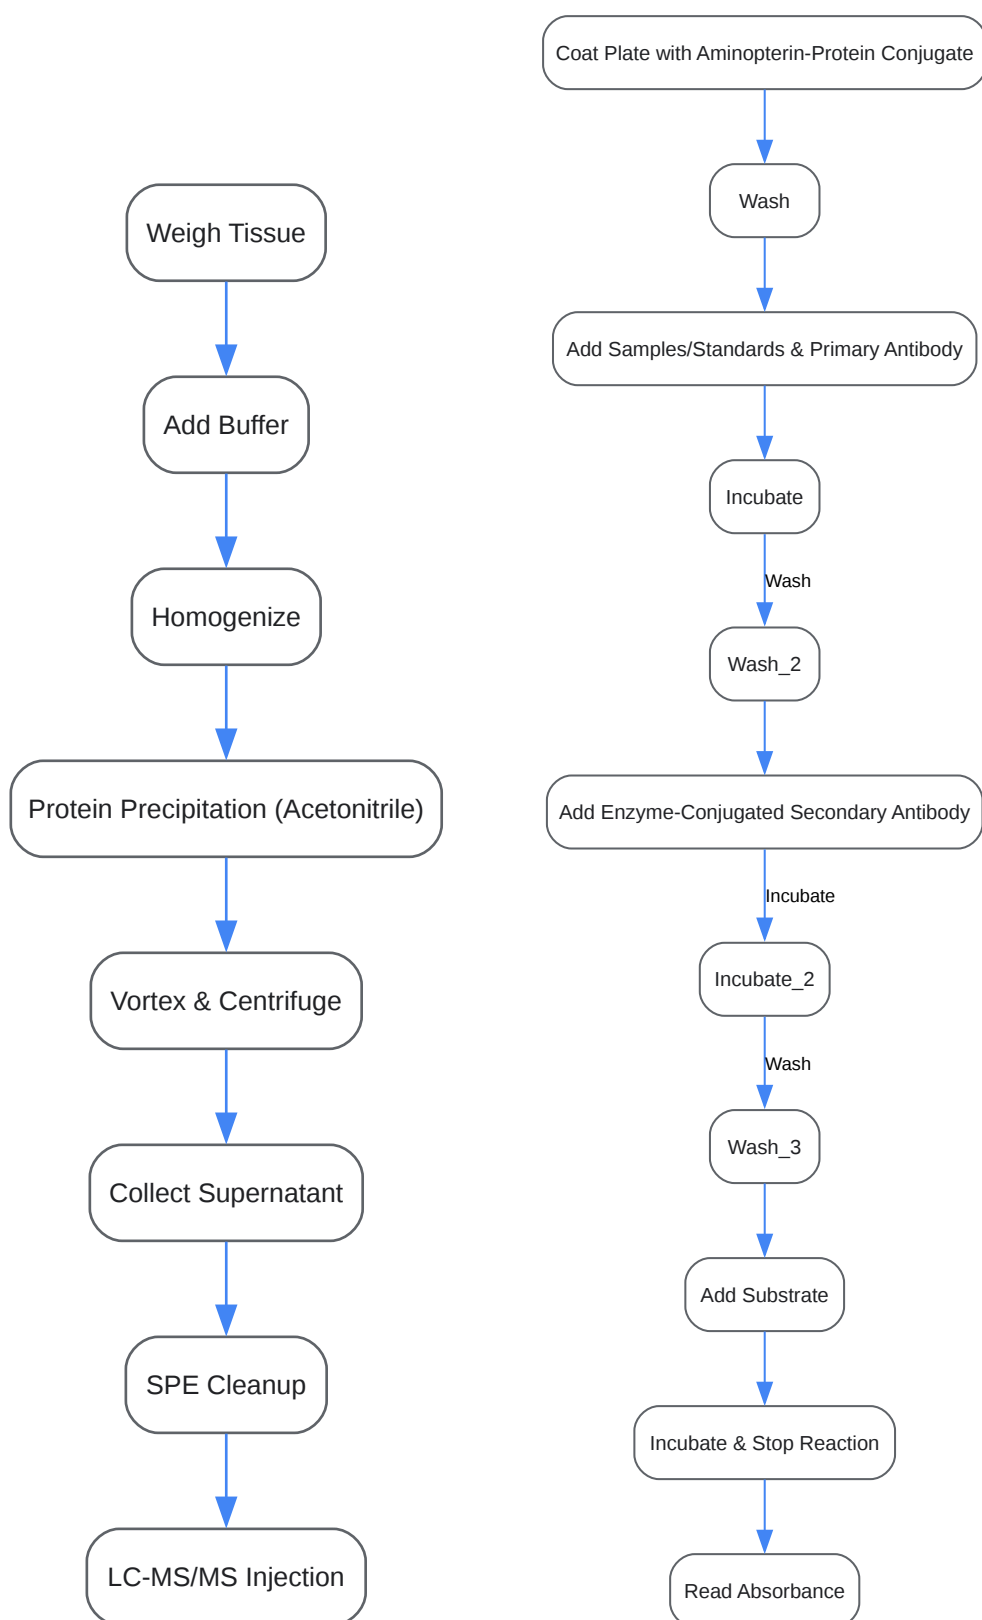 Weigh Tissue
Add Buffer
Homogenize
Protein Precipitation (Acetonitrile)
Vortex & Centrifuge
Collect Supernatant
SPE Cleanup
LC-MS/MS Injection
Coat Plate with Aminopterin-Protein Conjugate
Wash
Add Samples/Standards & Primary Antibody
Incubate
Wash
Wash_2
Add Enzyme-Conjugated Secondary Antibody
Incubate
Incubate_2
Wash
Wash_3
Add Substrate
Incubate & Stop Reaction
Read Absorbance